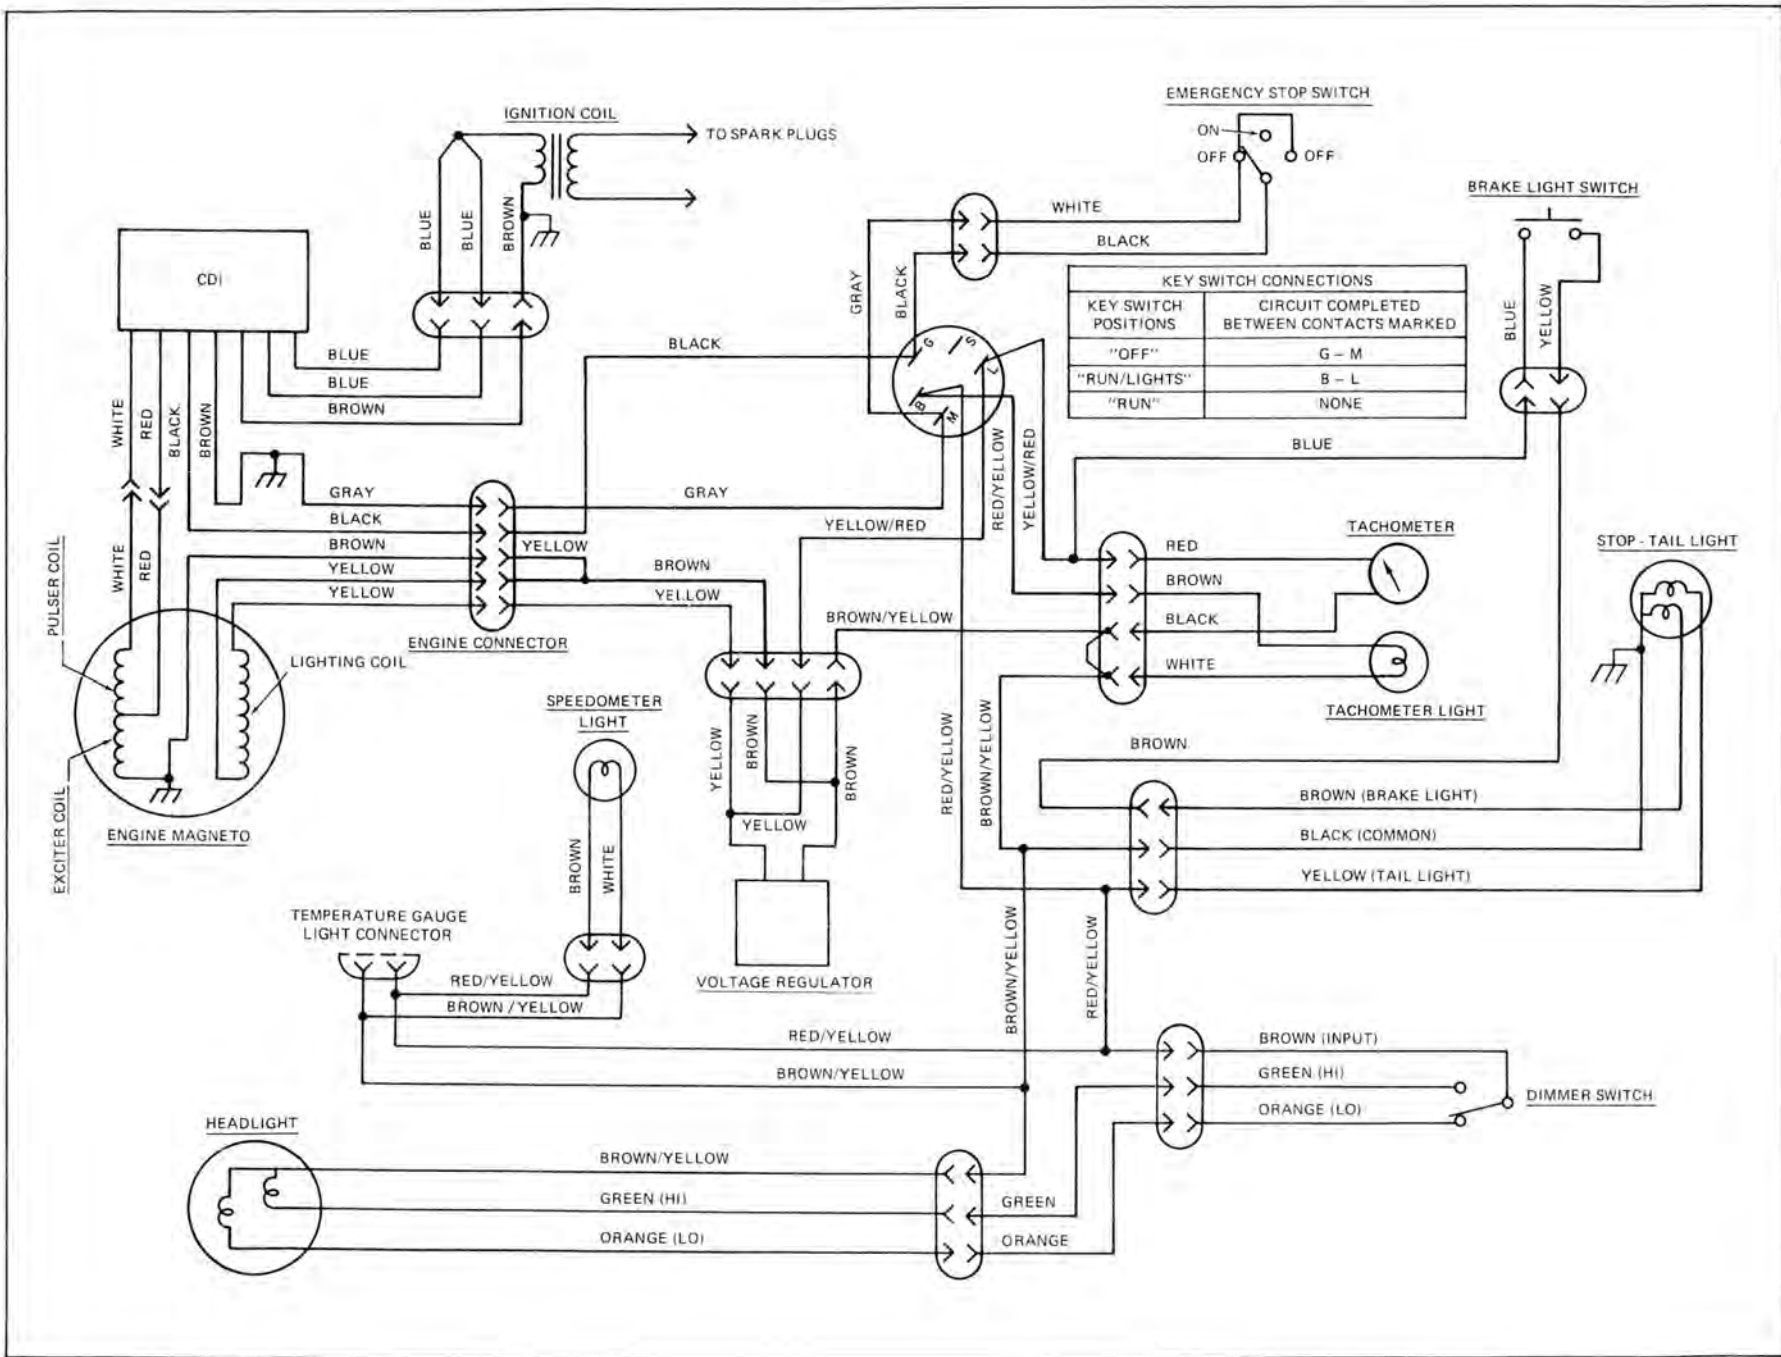 EMERGENCY STOP SWITCH
IGNITION COIL
TO SPARK PLUGS
ON
OFF
OFF
BRAKE LIGHT SWITCH
BLUE
BLUE
BROWN
WHITE
BLACK
CDI
GRAY
BLACK
KEY SWITCH CONNECTIONS
KEY SWITCH POSITIONS
CIRCUIT COMPLETED BETWEEN CONTACTS MARKED
"OFF" G – M
"RUN/LIGHTS" B – L
"RUN" NONE
BLUE
YELLOW
BLUE
BLUE
BROWN
BLACK
G
S
L
B
M
WHITE
RED
BLACK
BROWN
BLUE
GRAY
BLACK
BROWN
YELLOW
YELLOW
GRAY
YELLOW
BROWN
YELLOW
YELLOW/RED
RED/YELLOW
YELLOW/RED
ENGINE CONNECTOR
WHITE
RED
PULSER COIL
LIGHTING COIL
EXCITER COIL
ENGINE MAGNETO
BROWN/YELLOW
RED
BROWN
BLACK
WHITE
TACHOMETER
TACHOMETER LIGHT
STOP - TAIL LIGHT
SPEEDOMETER
LIGHT
YELLOW
BROWN
BROWN
YELLOW
RED/YELLOW
BROWN/YELLOW
BROWN
BROWN (BRAKE LIGHT)
BLACK (COMMON)
YELLOW (TAIL LIGHT)
BROWN
WHITE
VOLTAGE REGULATOR
TEMPERATURE GAUGE
LIGHT CONNECTOR
RED/YELLOW
BROWN/YELLOW
BROWN/YELLOW
RED/YELLOW
RED/YELLOW
BROWN/YELLOW
BROWN (INPUT)
GREEN (HI)
ORANGE (LO)
DIMMER SWITCH
HEADLIGHT
BROWN/YELLOW
GREEN (HI)
ORANGE (LO)
GREEN
ORANGE